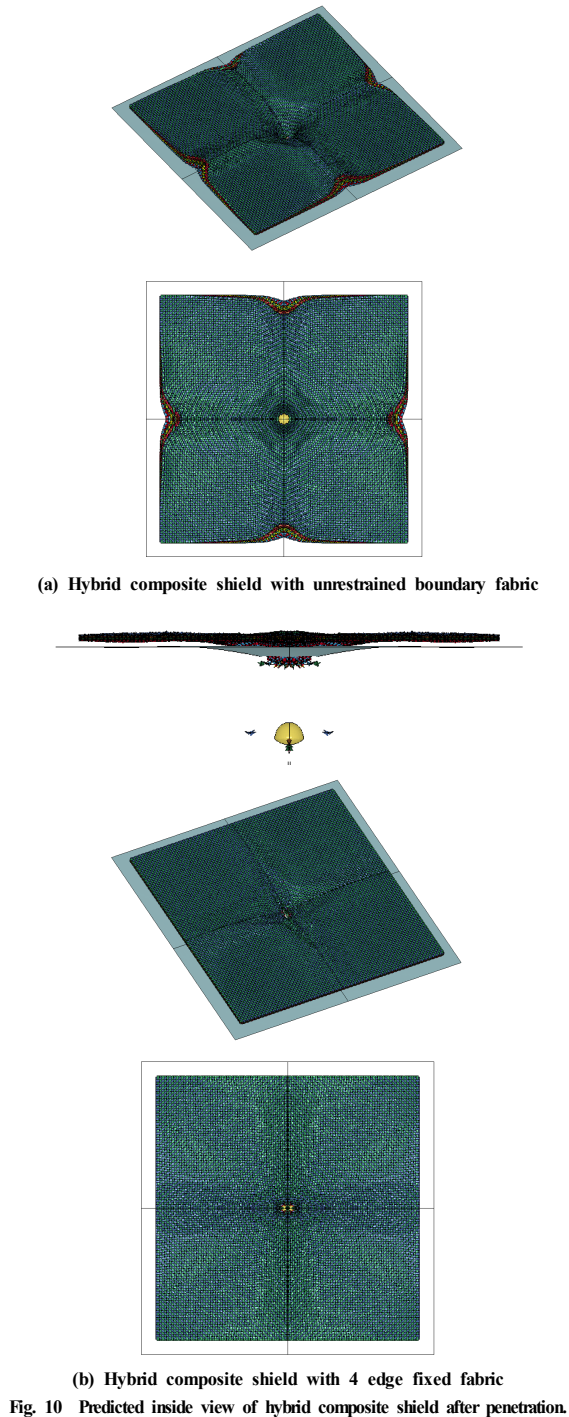 (a) Hybrid composite shield with unrestrained boundary fabric
(b) Hybrid composite shield with 4 edge fixed fabric
Fig. 10 Predicted inside view of hybrid composite shield after penetration.